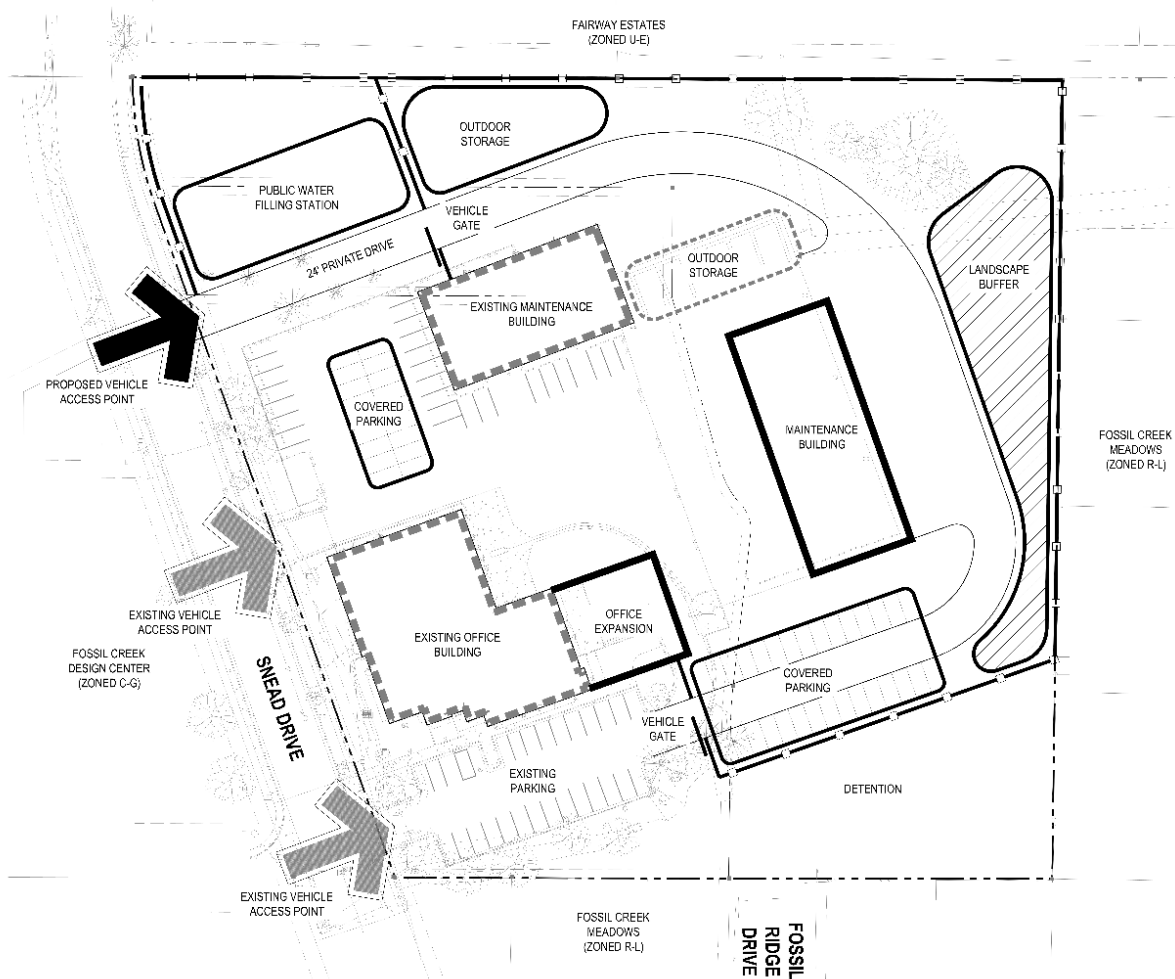 FAIRWAY ESTATES
(ZONED U-E)
OUTDOOR
STORAGE
PUBLIC WATER
FILLING STATION
VEHICLE
GATE
24' PRIVATE DRIVE
OUTDOOR
STORAGE
LANDSCAPE
BUFFER
EXISTING MAINTENANCE
BUILDING
PROPOSED VEHICLE
ACCESS POINT
COVERED
PARKING
MAINTENANCE
BUILDING
FOSSIL CREEK
MEADOWS
(ZONED R-L)
EXISTING VEHICLE
ACCESS POINT
OFFICE
EXPANSION
EXISTING OFFICE
BUILDING
FOSSIL CREEK
DESIGN CENTER
(ZONED C-G)
SNEAD DRIVE
COVERED
PARKING
VEHICLE
GATE
EXISTING
PARKING
DETENTION
EXISTING VEHICLE
ACCESS POINT
FOSSIL CREEK
MEADOWS
(ZONED R-L)
FOSSIL
RIDGE
DRIVE